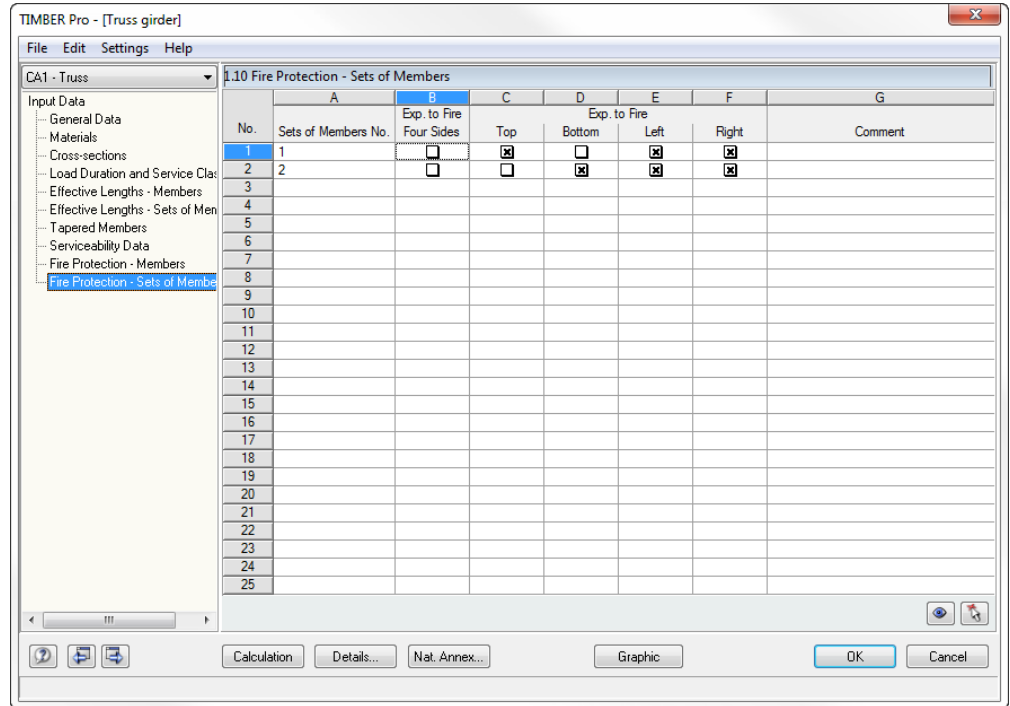 TIMBER Pro - [Truss girder]
File Edit Settings Help
CA1 - Truss
1.10 Fire Protection - Sets of Members
Input Data
General Data
Materials
Cross-sections
Load Duration and Service Clas
Effective Lengths - Members
Effective Lengths - Sets of Men
Tapered Members
Serviceability Data
Fire Protection - Members
Fire Protection - Sets of Membe
A B C D E F G
Exp. to Fire Exp. to Fire
No. Sets of Members No. Four Sides Top Bottom Left Right Comment
1 1
2 2
3
4
5
6
7
8
9
10
11
12
13
14
15
16
17
18
19
20
21
22
23
24
25
Calculation Details... Nat. Annex... Graphic OK Cancel